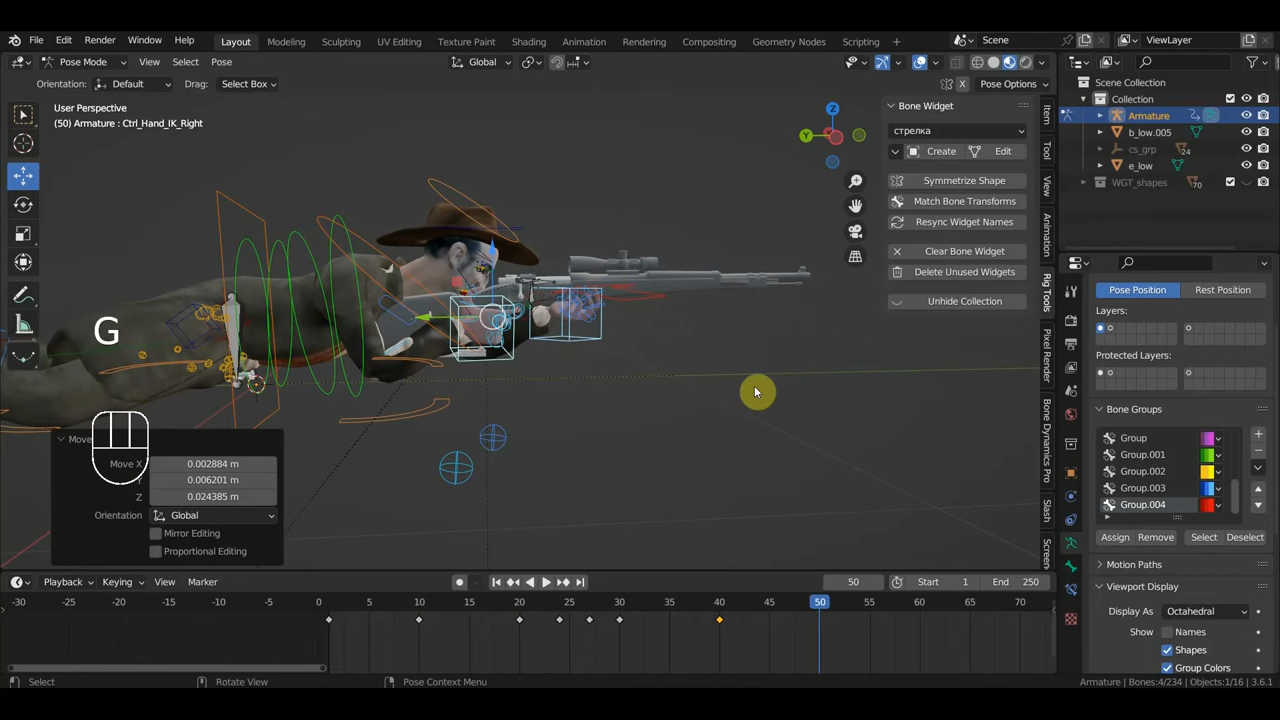 File Edit Render Window Help Layout Modeling Sculpting UV Editing Texture Paint Shading Animation Rendering Compositing Geometry Nodes Scripting + Scene ViewLayer
Pose Mode View Select Pose Global
Orientation: Default Drag: Select Box X Pose Options
User Perspective
(50) Armature : Ctrl_Hand_IK_Right
Z
Y
G
Move
Move X 0.002884 m
Y 0.006201 m
Z 0.024385 m
Orientation Global
Mirror Editing
Proportional Editing
Bone Widget
стрелка
Create Edit
Symmetrize Shape
Match Bone Transforms
Resync Widget Names
Clear Bone Widget
Delete Unused Widgets
Unhide Collection
Item
Tool
View
Animation
Rig Tools
Pixel Render
Bone Dynamics Pro
Slash
Screen
Scene Collection
Collection
Armature
b_low.005
cs_grp 24
e_low
WGT_shapes 70
Pose Position Rest Position
Layers:
Protected Layers:
Bone Groups
Group
Group.001
Group.002
Group.003
Group.004
Assign Remove Select Deselect
Motion Paths
Viewport Display
Display As Octahedral
Show Names
Shapes
Group Colors
Playback Keying View Marker 50 Start 1 End 250
-30 -25 -20 -15 -10 -5 0 5 10 15 20 25 30 35 40 45 50 55 60 65 70
Select Rotate View Pose Context Menu Armature | Bones:4/234 | Objects:1/16 | 3.6.1